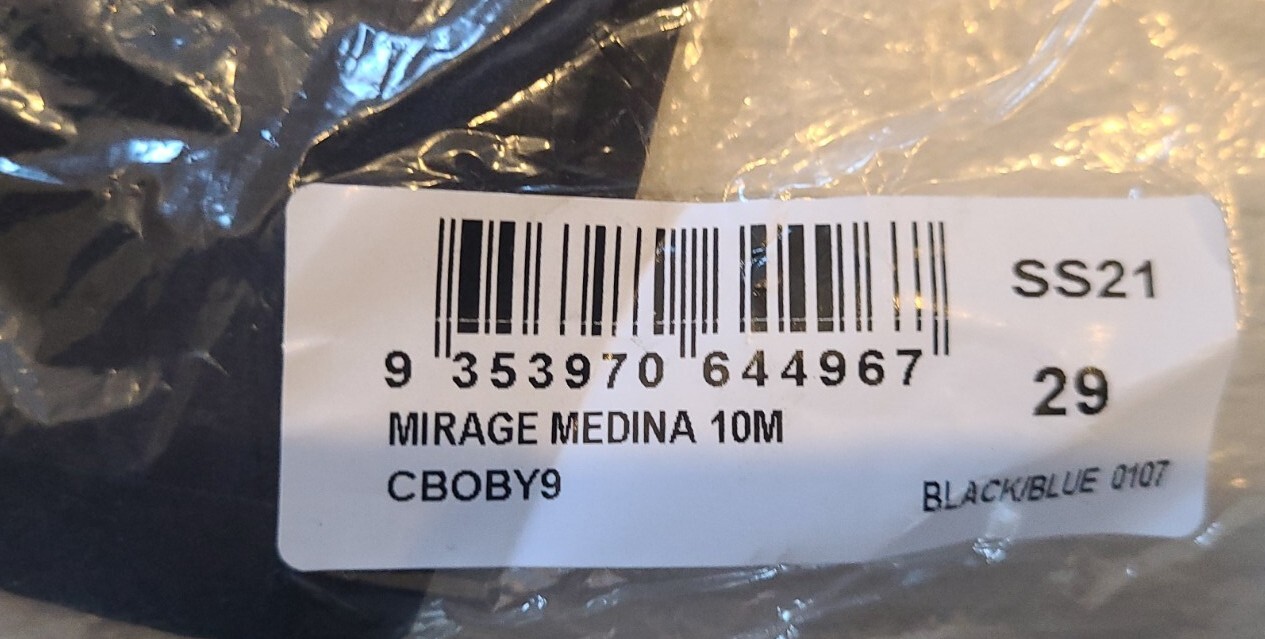 SS21
9 353970 644967
29
MIRAGE MEDINA 10M
CBOBY9
BLACK/BLUE 0107